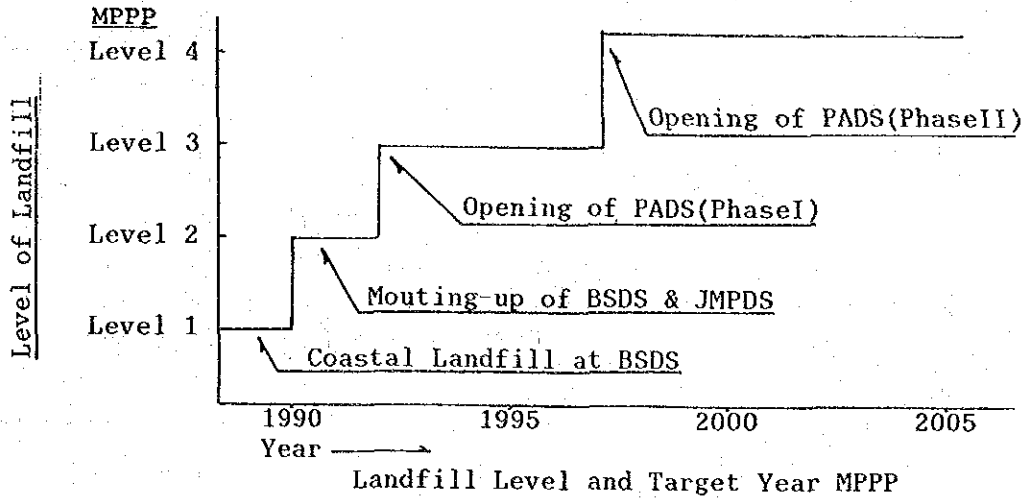 MPPP
Level 4
Opening of PADS(PhaseII)
Level 3
Opening of PADS(PhaseI)
Level 2
Mouting-up of BSDS & JMPDS
Level 1
Coastal Landfill at BSDS
Level of Landfill
1990 1995 2000 2005
Year
Landfill Level and Target Year MPPP